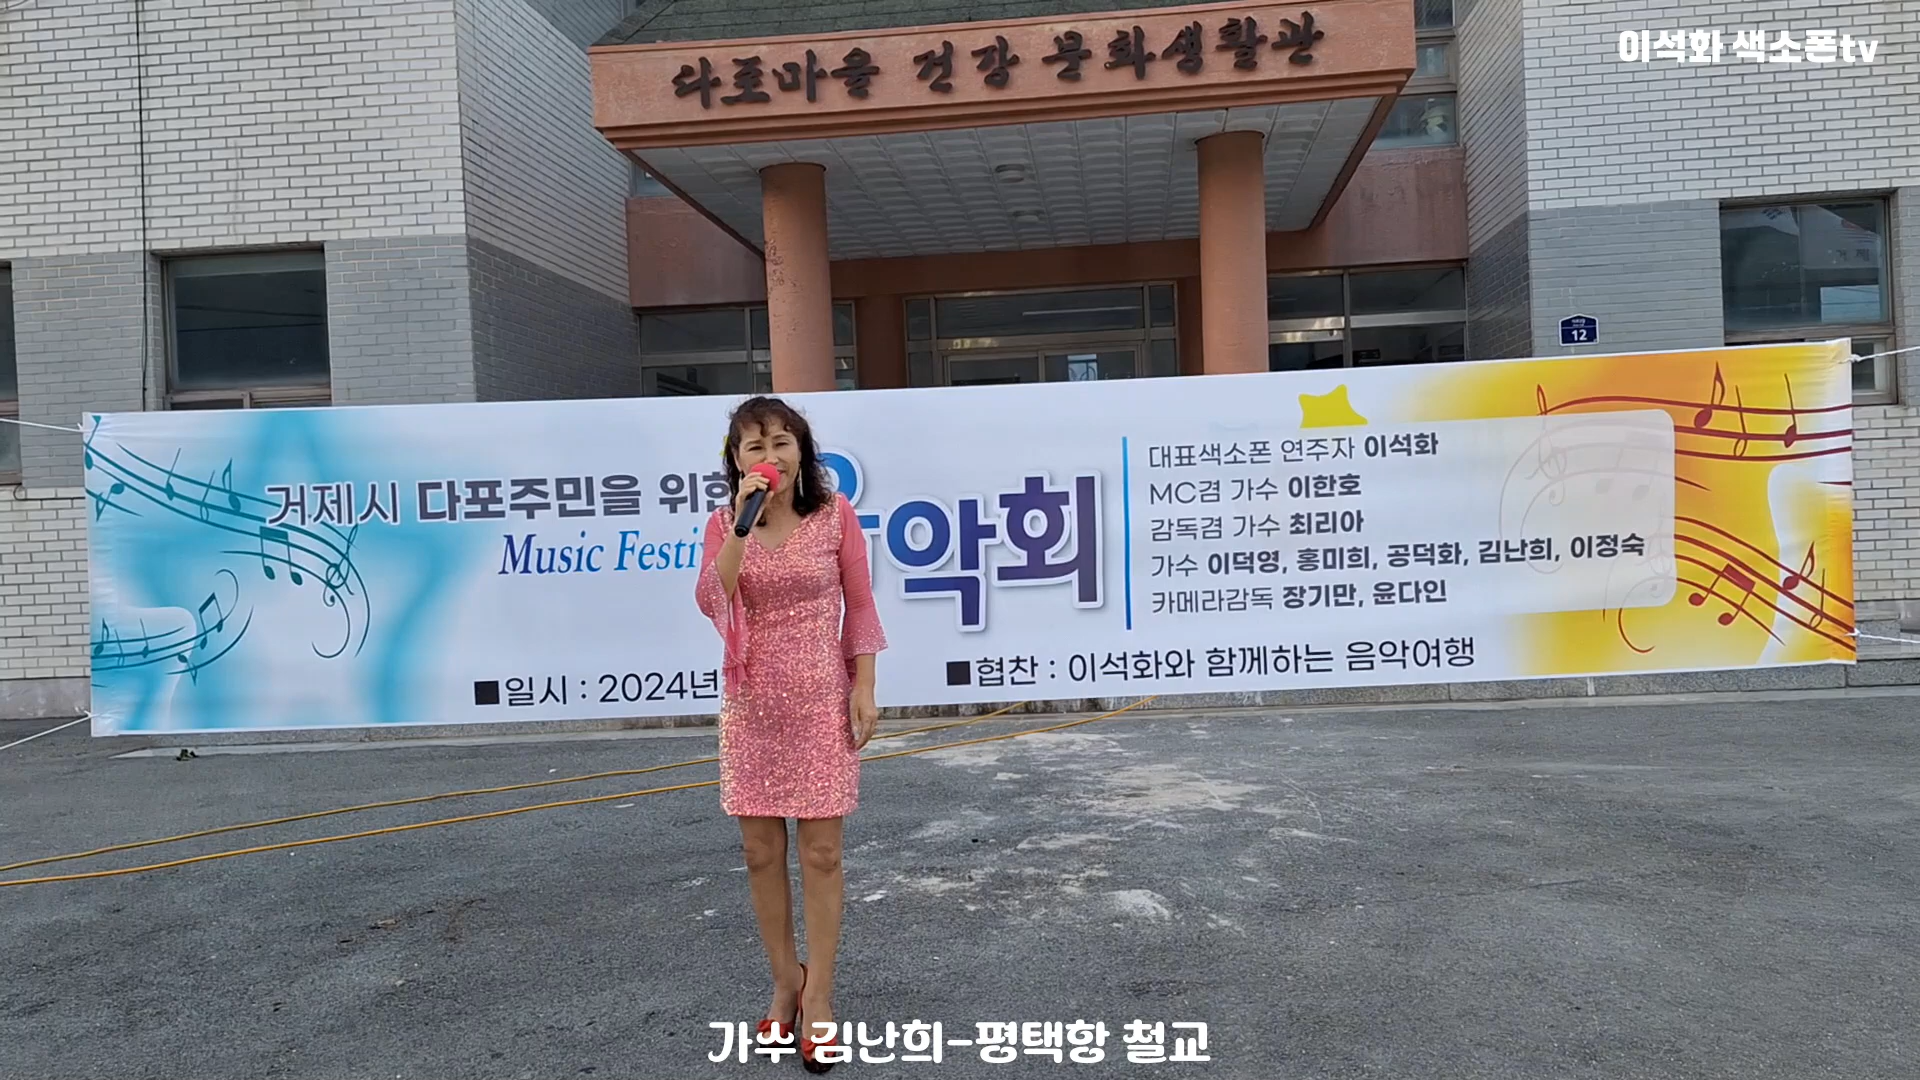 이석화 색소폰tv
다포마을 건강 문화생활관
12
거제시 다포주민을 위한
Music Festi
음악회
대표색소폰 연주자 이석화
MC겸 가수 이한호
감독겸 가수 최리아
가수 이덕영, 홍미희, 공덕화, 김난희, 이정숙
카메라감독 장기만, 윤다인
■일시 : 2024년
■협찬 : 이석화와 함께하는 음악여행
가수 김난희-평택항 철교